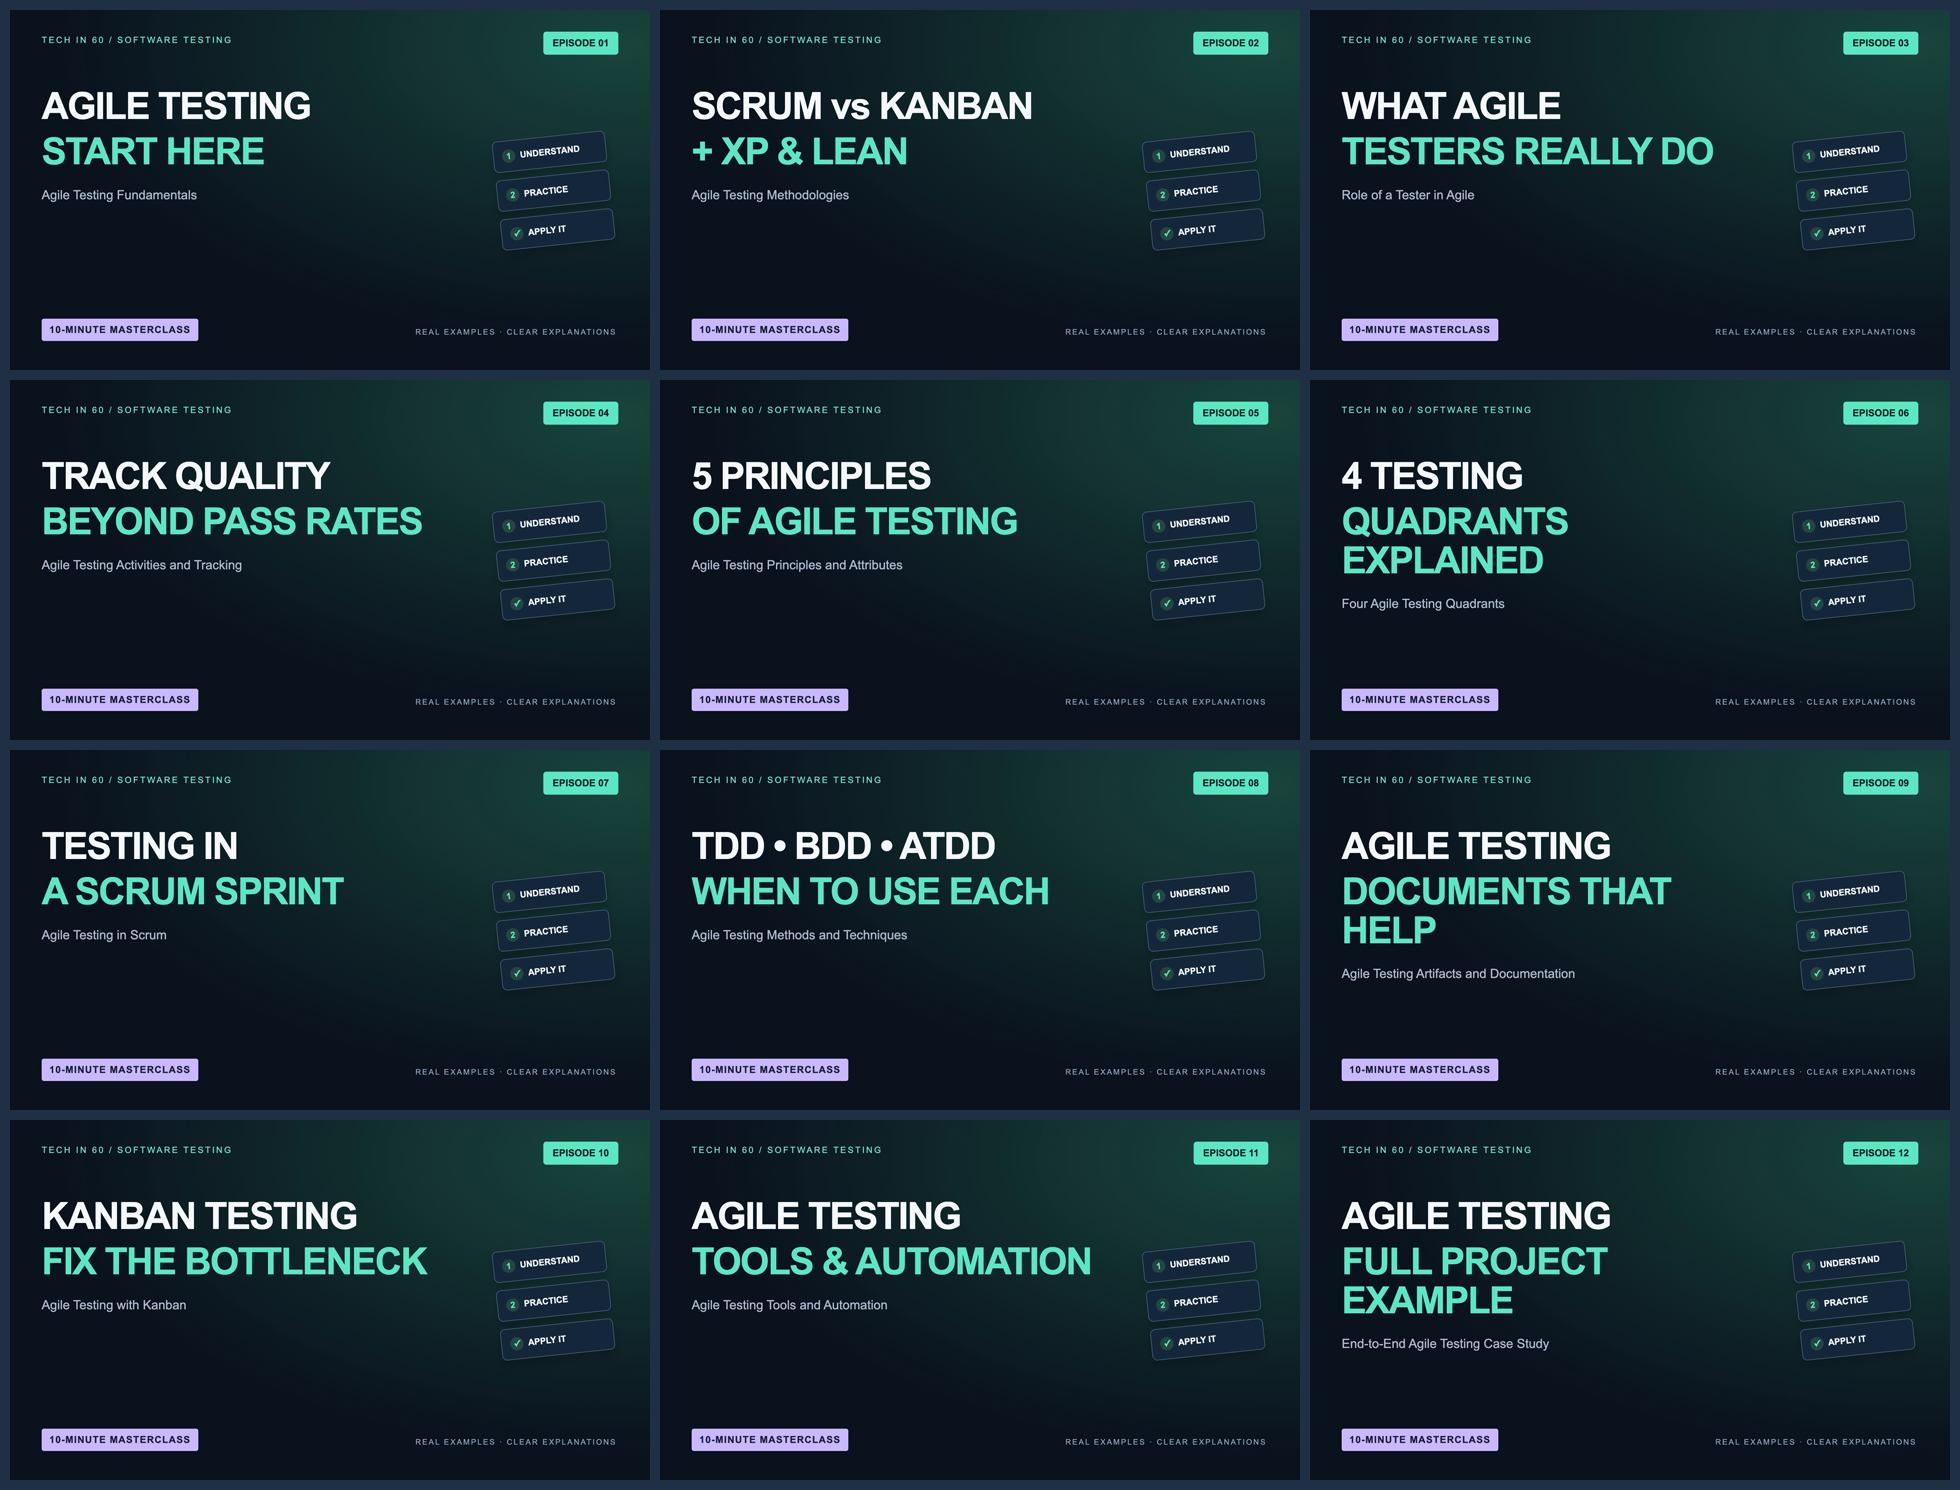 TECH IN 60 / SOFTWARE TESTING
EPISODE 01
AGILE TESTING
START HERE
Agile Testing Fundamentals
1 UNDERSTAND
2 PRACTICE
✓ APPLY IT
10-MINUTE MASTERCLASS
REAL EXAMPLES · CLEAR EXPLANATIONS
TECH IN 60 / SOFTWARE TESTING
EPISODE 02
SCRUM vs KANBAN
+ XP & LEAN
Agile Testing Methodologies
1 UNDERSTAND
2 PRACTICE
✓ APPLY IT
10-MINUTE MASTERCLASS
REAL EXAMPLES · CLEAR EXPLANATIONS
TECH IN 60 / SOFTWARE TESTING
EPISODE 03
WHAT AGILE
TESTERS REALLY DO
Role of a Tester in Agile
1 UNDERSTAND
2 PRACTICE
✓ APPLY IT
10-MINUTE MASTERCLASS
REAL EXAMPLES · CLEAR EXPLANATIONS
TECH IN 60 / SOFTWARE TESTING
EPISODE 04
TRACK QUALITY
BEYOND PASS RATES
Agile Testing Activities and Tracking
1 UNDERSTAND
2 PRACTICE
✓ APPLY IT
10-MINUTE MASTERCLASS
REAL EXAMPLES · CLEAR EXPLANATIONS
TECH IN 60 / SOFTWARE TESTING
EPISODE 05
5 PRINCIPLES
OF AGILE TESTING
Agile Testing Principles and Attributes
1 UNDERSTAND
2 PRACTICE
✓ APPLY IT
10-MINUTE MASTERCLASS
REAL EXAMPLES · CLEAR EXPLANATIONS
TECH IN 60 / SOFTWARE TESTING
EPISODE 06
4 TESTING
QUADRANTS
EXPLAINED
Four Agile Testing Quadrants
1 UNDERSTAND
2 PRACTICE
✓ APPLY IT
10-MINUTE MASTERCLASS
REAL EXAMPLES · CLEAR EXPLANATIONS
TECH IN 60 / SOFTWARE TESTING
EPISODE 07
TESTING IN
A SCRUM SPRINT
Agile Testing in Scrum
1 UNDERSTAND
2 PRACTICE
✓ APPLY IT
10-MINUTE MASTERCLASS
REAL EXAMPLES · CLEAR EXPLANATIONS
TECH IN 60 / SOFTWARE TESTING
EPISODE 08
TDD • BDD • ATDD
WHEN TO USE EACH
Agile Testing Methods and Techniques
1 UNDERSTAND
2 PRACTICE
✓ APPLY IT
10-MINUTE MASTERCLASS
REAL EXAMPLES · CLEAR EXPLANATIONS
TECH IN 60 / SOFTWARE TESTING
EPISODE 09
AGILE TESTING
DOCUMENTS THAT
HELP
Agile Testing Artifacts and Documentation
1 UNDERSTAND
2 PRACTICE
✓ APPLY IT
10-MINUTE MASTERCLASS
REAL EXAMPLES · CLEAR EXPLANATIONS
TECH IN 60 / SOFTWARE TESTING
EPISODE 10
KANBAN TESTING
FIX THE BOTTLENECK
Agile Testing with Kanban
1 UNDERSTAND
2 PRACTICE
✓ APPLY IT
10-MINUTE MASTERCLASS
REAL EXAMPLES · CLEAR EXPLANATIONS
TECH IN 60 / SOFTWARE TESTING
EPISODE 11
AGILE TESTING
TOOLS & AUTOMATION
Agile Testing Tools and Automation
1 UNDERSTAND
2 PRACTICE
✓ APPLY IT
10-MINUTE MASTERCLASS
REAL EXAMPLES · CLEAR EXPLANATIONS
TECH IN 60 / SOFTWARE TESTING
EPISODE 12
AGILE TESTING
FULL PROJECT
EXAMPLE
End-to-End Agile Testing Case Study
1 UNDERSTAND
2 PRACTICE
✓ APPLY IT
10-MINUTE MASTERCLASS
REAL EXAMPLES · CLEAR EXPLANATIONS